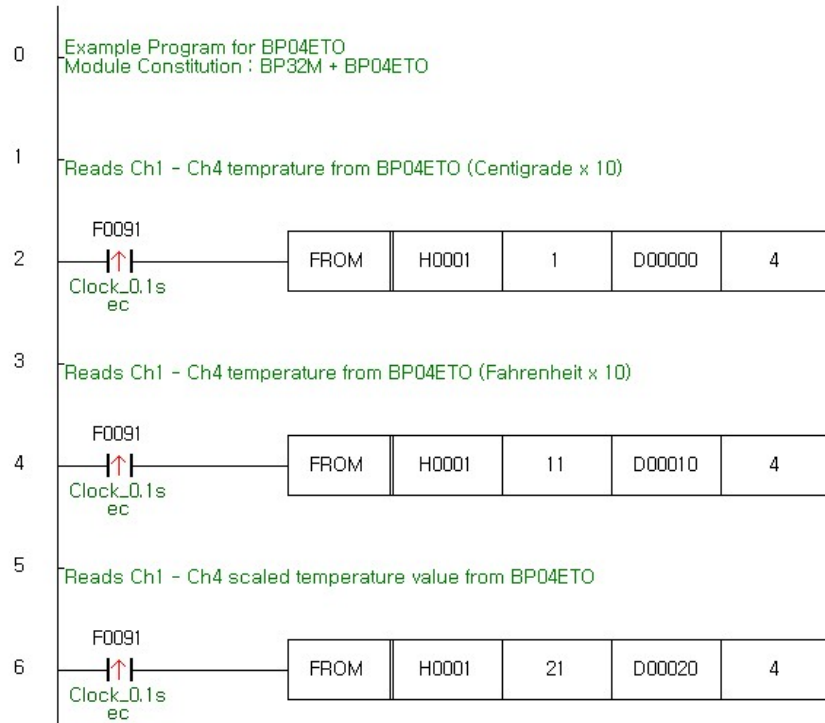 0
Example Program for BP04ETO
Module Constitution : BP32M + BP04ETO
1
Reads Ch1 - Ch4 temprature from BP04ETO (Centigrade x 10)
F0091
2 FROM H0001 1 D00000 4
Clock_0.1s
ec
3
Reads Ch1 - Ch4 temperature from BP04ETO (Fahrenheit x 10)
F0091
4 FROM H0001 11 D00010 4
Clock_0.1s
ec
5
Reads Ch1 - Ch4 scaled temperature value from BP04ETO
F0091
6 FROM H0001 21 D00020 4
Clock_0.1s
ec